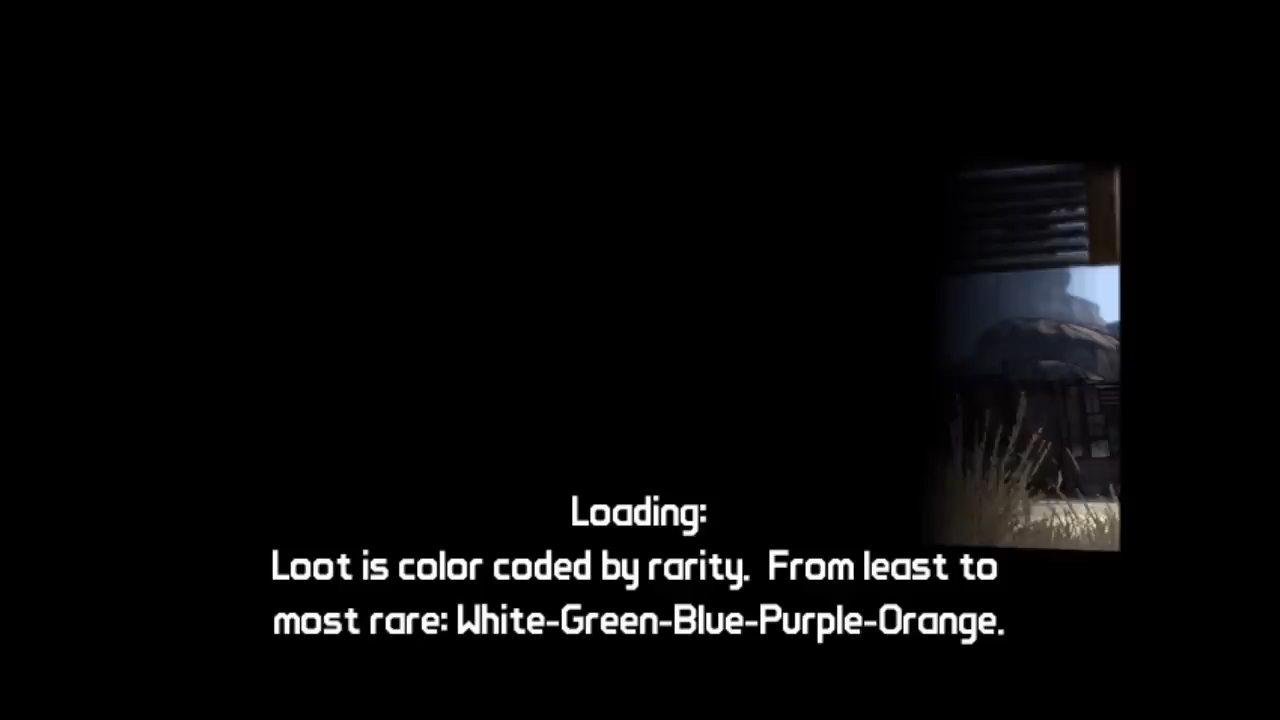 Loading:
Loot is color coded by rarity.  From least to
most rare: White-Green-Blue-Purple-Orange.